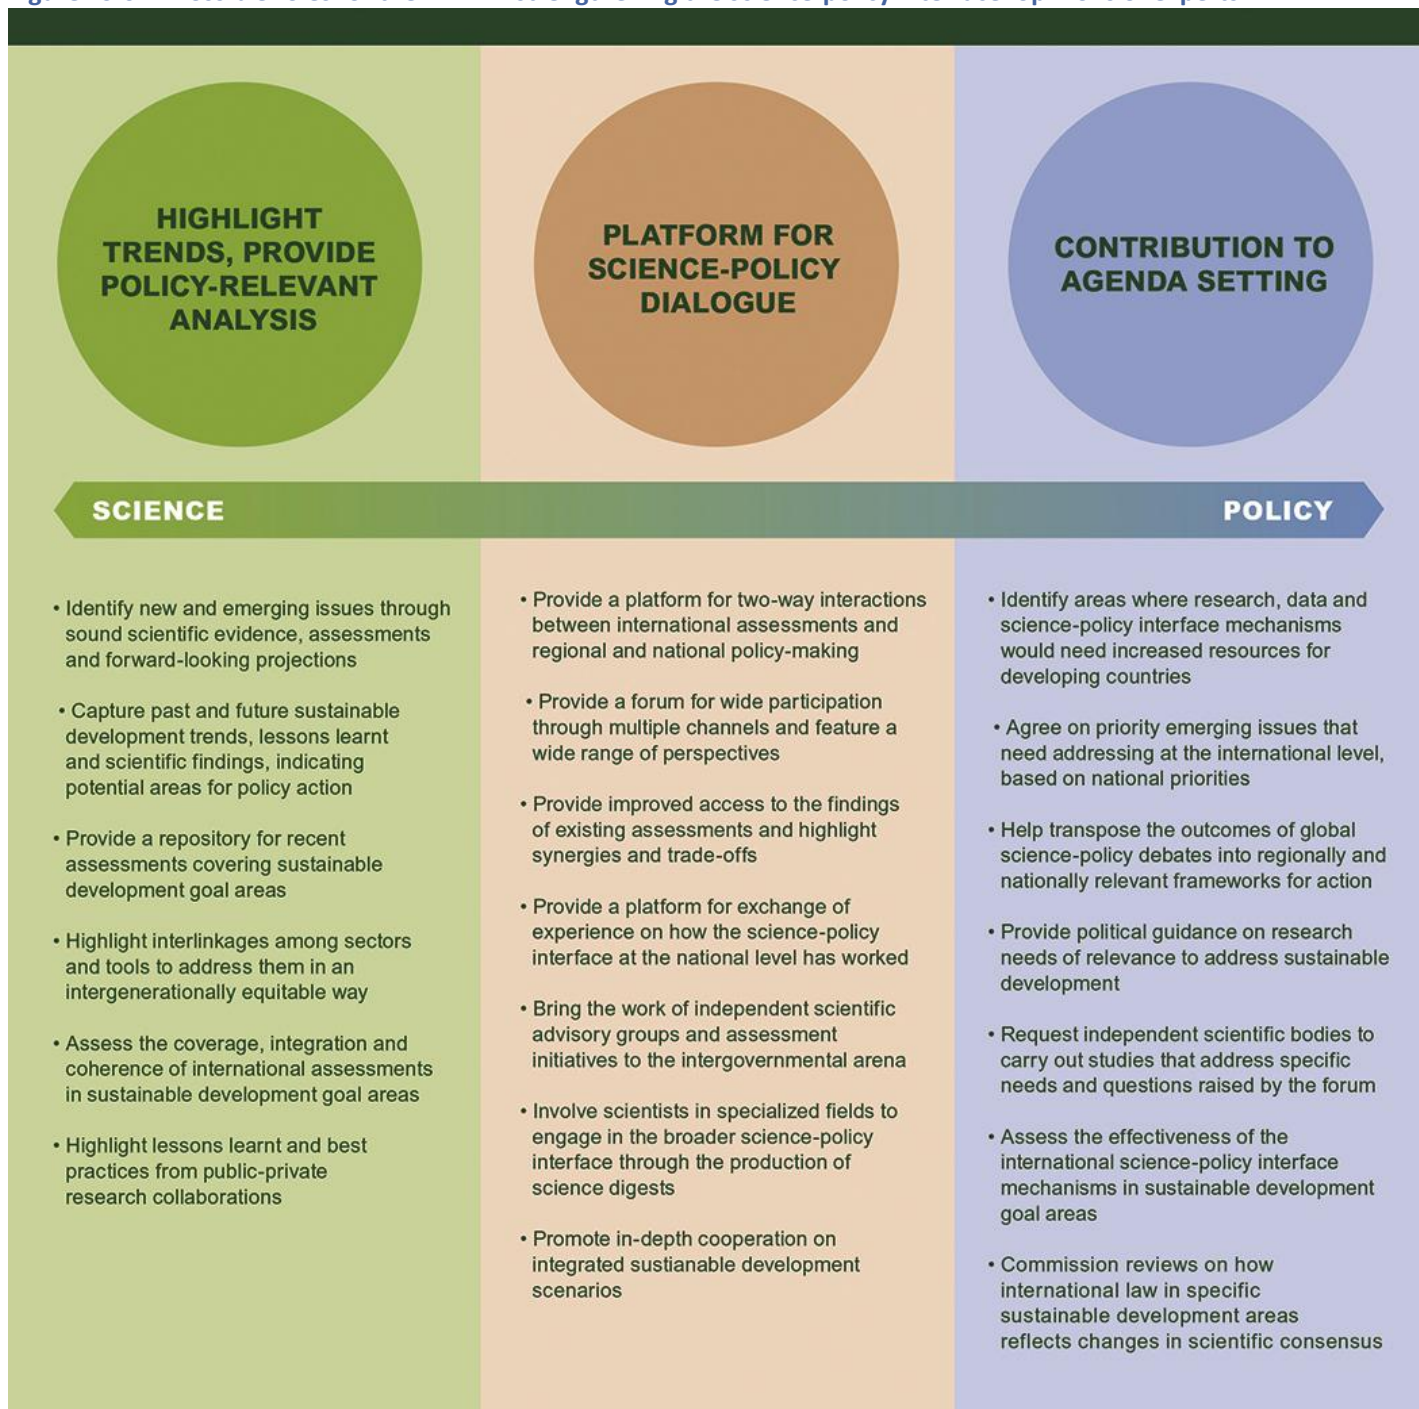 HIGHLIGHT
TRENDS, PROVIDE
POLICY-RELEVANT
ANALYSIS
PLATFORM FOR
SCIENCE-POLICY
DIALOGUE
CONTRIBUTION TO
AGENDA SETTING
SCIENCE
POLICY
• Identify new and emerging issues through
sound scientific evidence, assessments
and forward-looking projections
• Capture past and future sustainable
development trends, lessons learnt
and scientific findings, indicating
potential areas for policy action
• Provide a repository for recent
assessments covering sustainable
development goal areas
• Highlight interlinkages among sectors
and tools to address them in an
intergenerationally equitable way
• Assess the coverage, integration and
coherence of international assessments
in sustainable development goal areas
• Highlight lessons learnt and best
practices from public-private
research collaborations
• Provide a platform for two-way interactions
between international assessments and
regional and national policy-making
• Provide a forum for wide participation
through multiple channels and feature a
wide range of perspectives
• Provide improved access to the findings
of existing assessments and highlight
synergies and trade-offs
• Provide a platform for exchange of
experience on how the science-policy
interface at the national level has worked
• Bring the work of independent scientific
advisory groups and assessment
initiatives to the intergovernmental arena
• Involve scientists in specialized fields to
engage in the broader science-policy
interface through the production of
science digests
• Promote in-depth cooperation on
integrated sustianable development
scenarios
• Identify areas where research, data and
science-policy interface mechanisms
would need increased resources for
developing countries
• Agree on priority emerging issues that
need addressing at the international level,
based on national priorities
• Help transpose the outcomes of global
science-policy debates into regionally and
nationally relevant frameworks for action
• Provide political guidance on research
needs of relevance to address sustainable
development
• Request independent scientific bodies to
carry out studies that address specific
needs and questions raised by the forum
• Assess the effectiveness of the
international science-policy interface
mechanisms in sustainable development
goal areas
• Commission reviews on how
international law in specific
sustainable development areas
reflects changes in scientific consensus